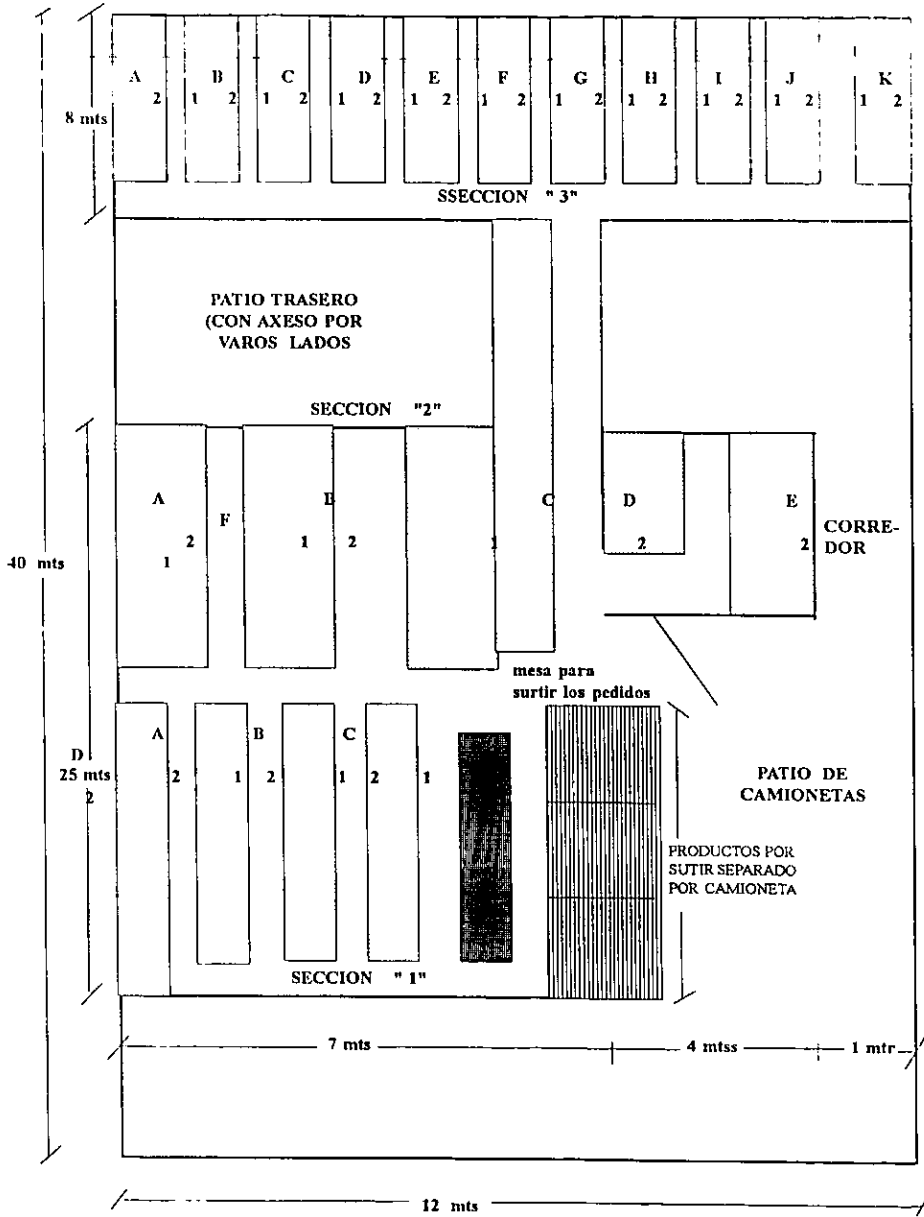 A B C D E F G H I J K
2 1 2 1 2 1 2 1 2 1 2 1 2 1 2 1 2 1 2 1 2
8 mts
SSECCION " 3"
PATIO TRASERO
(CON AXESO POR
VAROS LADOS
SECCION "2"
A F B C D E
2 1 2 1 2 2
1
CORRE-
DOR
40 mts
mesa para
surtir los pedidos
A B C
D
25 mts
2
2 1 2 1 2 1
PATIO DE
CAMIONETAS
PRODUCTOS POR
SUTIR SEPARADO
POR CAMIONETA
SECCION " 1"
7 mts 4 mtss 1 mtr
12 mts